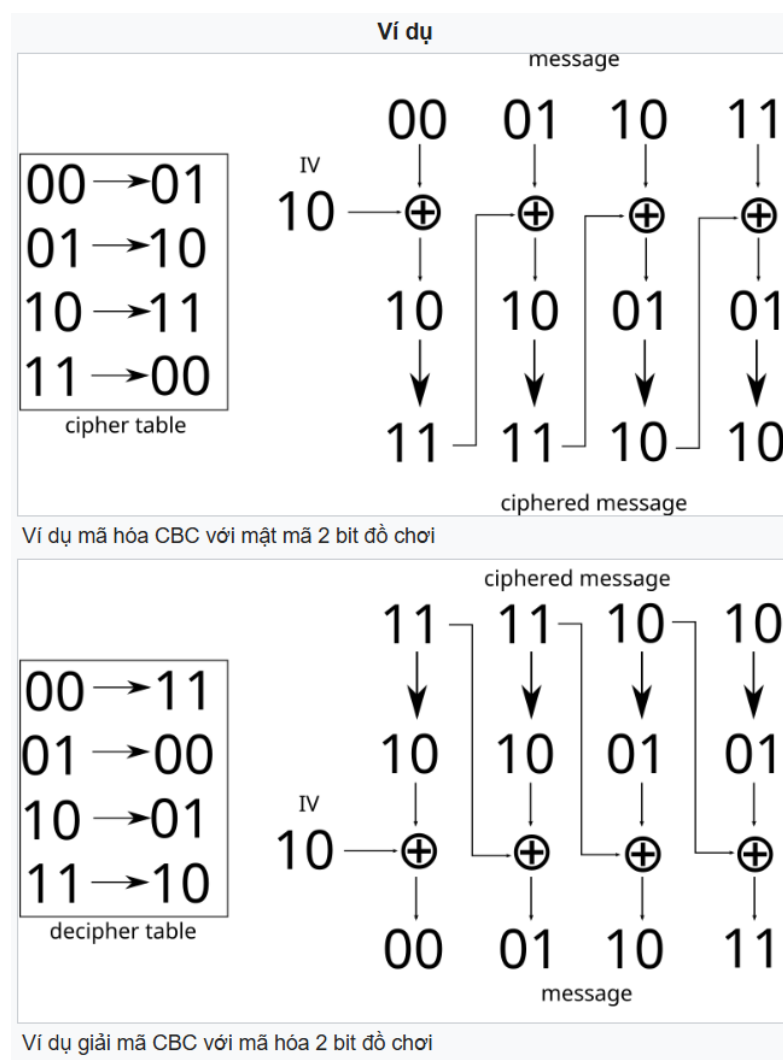 Ví dụ
message
00 01 10 11
IV
10
00 → 01
01 → 10
10 → 11
11 → 00
cipher table
10 10 01 01
11 11 10 10
ciphered message
Ví dụ mã hóa CBC với mật mã 2 bit đồ chơi
ciphered message
11 11 10 10
00 → 11
01 → 00
10 → 01
11 → 10
decipher table
10 10 01 01
IV
10
00 01 10 11
message
Ví dụ giải mã CBC với mã hóa 2 bit đồ chơi